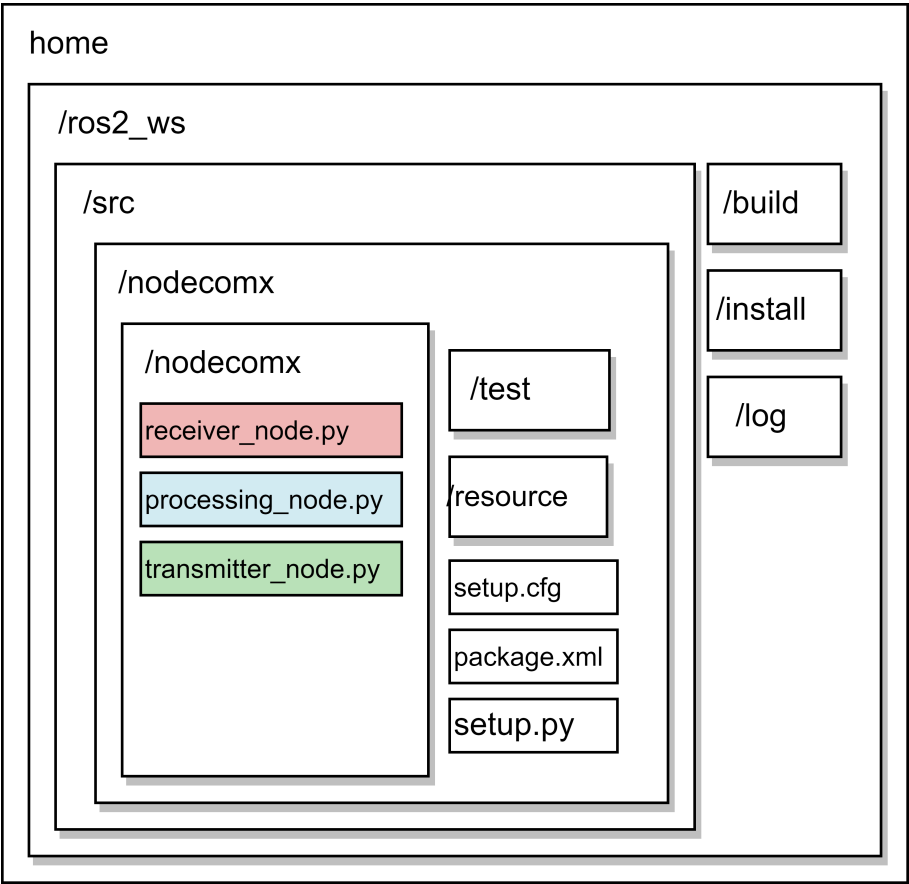 home
/ros2_ws
/src
/nodecomx
/nodecomx
receiver_node.py
processing_node.py
transmitter_node.py
/test
/resource
setup.cfg
package.xml
setup.py
/build
/install
/log